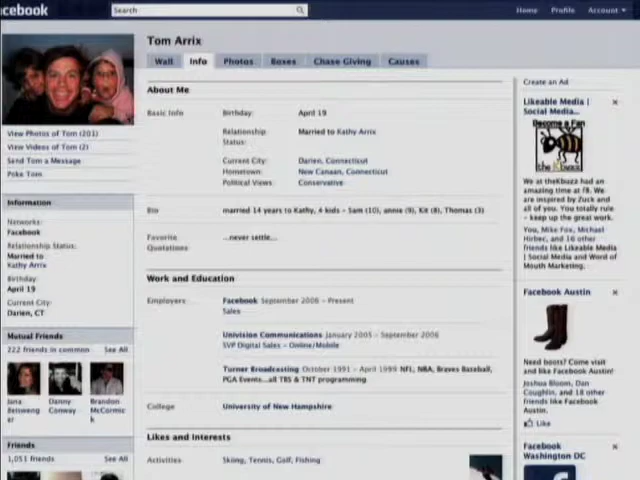 cebook
Search
Home Profile Account
Tom Arrix
Wall Info Photos Boxes Chase Giving Causes
View Photos of Tom (201)
View Videos of Tom (2)
Send Tom a Message
Poke Tom
Information
Networks:
Facebook
Relationship Status:
Married to
Kathy Arrix
Birthday:
April 19
Current City:
Darien, CT
Mutual Friends
222 friends in common See All
Danny
Conway
Brandon
McCormic
k
Friends
1,051 friends See All
About Me
Basic Info Birthday: April 19
Relationship
Status:
Married to Kathy Arrix
Current City: Darien, Connecticut
Hometown: New Canaan, Connecticut
Political Views: Conservative
Bio married 14 years to Kathy, 4 kids - Sam (10), annie (9), Kit (8), Thomas (3)
Favorite
Quotations
...never settle...
Work and Education
Employers Facebook September 2006 - Present
Sales
Univision Communications January 2005 - September 2006
SVP Digital Sales - Online/Mobile
Turner Broadcasting October 1991 - April 1999 NFL, NBA, Braves Baseball,
PGA Events...all TBS & TNT programming
College University of New Hampshire
Likes and Interests
Activities Skiing, Tennis, Golf, Fishing
Create an Ad
Likeable Media |
Social Media...
Become a Fan
the Kbuzz
We at theKbuzz had an
amazing time at f8. We
are inspired by Zuck and
all of you. You totally rule
- keep up the great work.
You, Mike Fox, Michael
and 16 other
friends like Likeable Media
| Social Media and Word of
Mouth Marketing.
Facebook Austin
Need boots? Come visit
and like Facebook Austin!
Joshua Bloom, Dan
Coughlin, and 18 other
friends like Facebook
Austin.
Like
Facebook
Washington DC
f